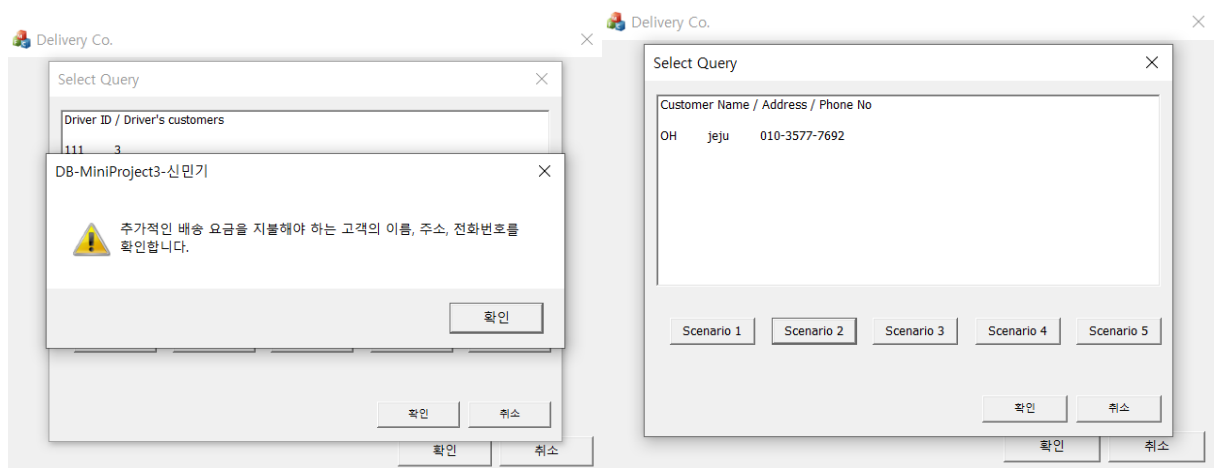 Delivery Co.
Select Query
Driver ID / Driver's customers
111 3
DB-MiniProject3-신민기
추가적인 배송 요금을 지불해야 하는 고객의 이름, 주소, 전화번호를
확인합니다.
확인
확인 취소
확인 취소
Delivery Co.
Select Query
Customer Name / Address / Phone No
OH jeju 010-3577-7692
Scenario 1 Scenario 2 Scenario 3 Scenario 4 Scenario 5
확인 취소
확인 취소